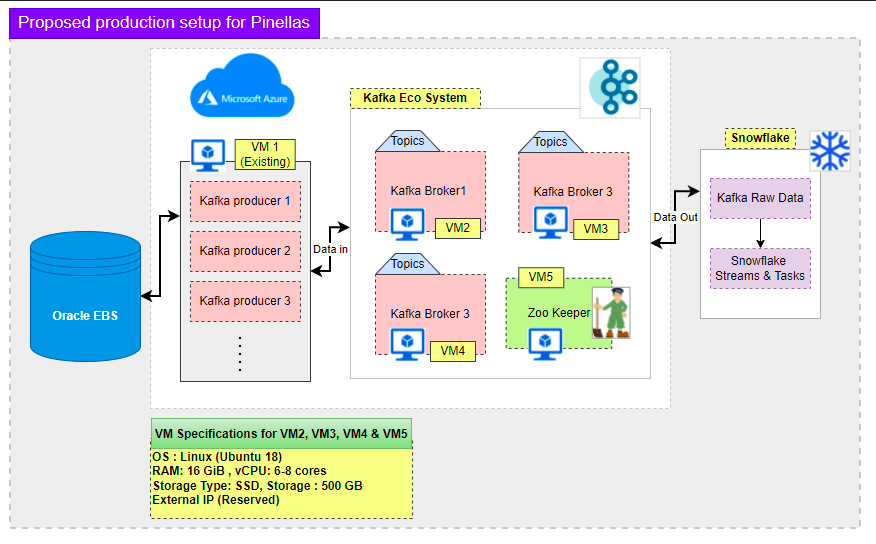 Proposed production setup for Pinellas
Microsoft Azure
Kafka Eco System
VM 1
(Existing)
Kafka producer 1
Kafka producer 2
Kafka producer 3
Oracle EBS
Data in
Topics
Kafka Broker1
VM2
Topics
Kafka Broker 3
VM3
Topics
Kafka Broker 3
VM4
VM5
Zoo Keeper
Data Out
Snowflake
Kafka Raw Data
Snowflake
Streams & Tasks
VM Specifications for VM2, VM3, VM4 & VM5
OS : Linux (Ubuntu 18)
RAM: 16 GiB , vCPU: 6-8 cores
Storage Type: SSD, Storage : 500 GB
External IP (Reserved)